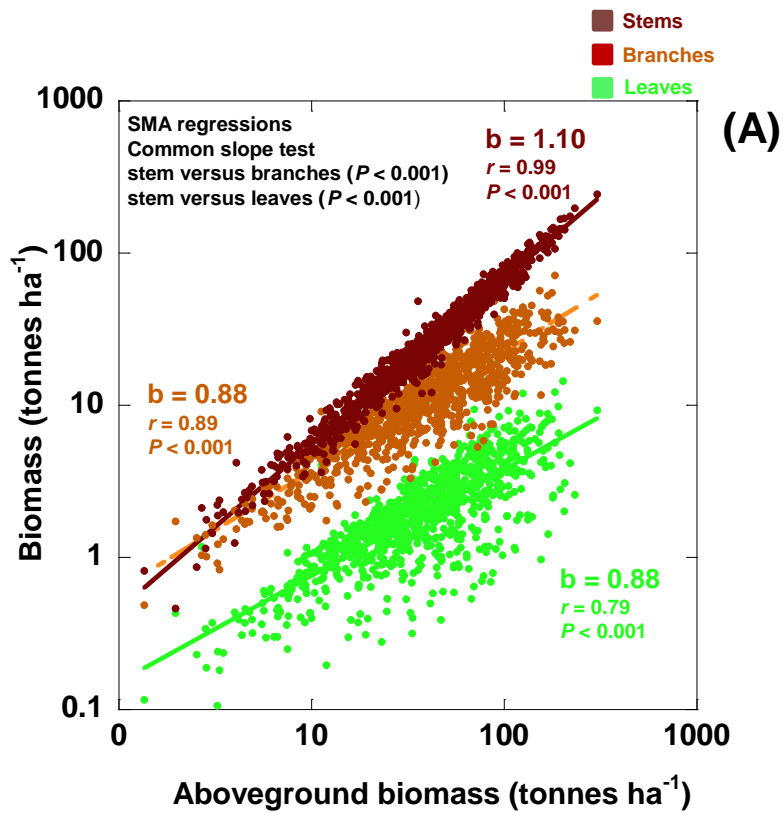 Stems
Branches
Leaves
(A)
SMA regressions
Common slope test
stem versus branches (P < 0.001)
stem versus leaves (P < 0.001)
b = 1.10
r = 0.99
P < 0.001
b = 0.88
r = 0.89
P < 0.001
b = 0.88
r = 0.79
P < 0.001
Biomass (tonnes ha⁻¹)
1000
100
10
1
0.1
0
10
100
1000
Aboveground biomass (tonnes ha⁻¹)